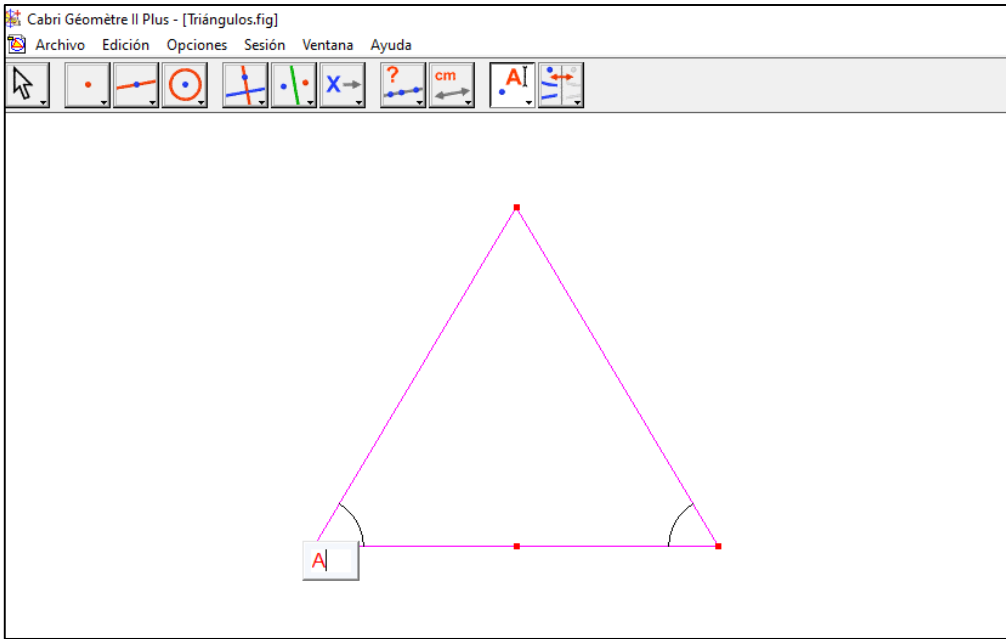 Cabri Géomètre II Plus - [Triángulos.fig]
Archivo Edición Opciones Sesión Ventana Ayuda
X ? cm A
A